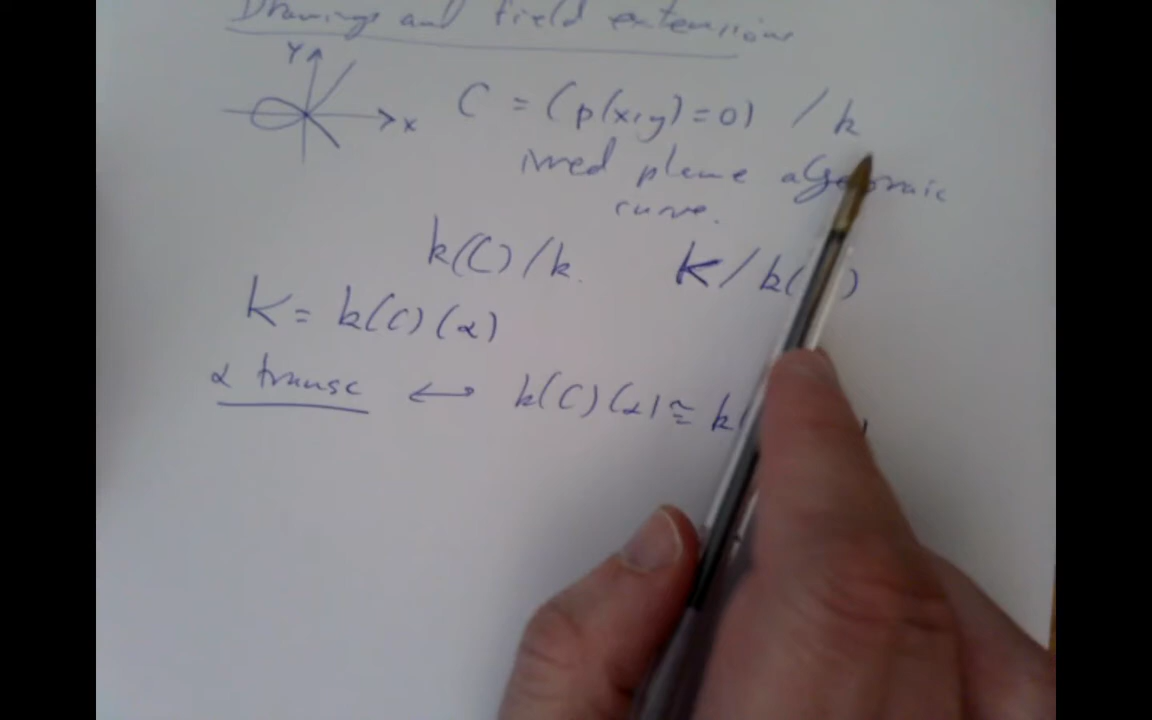 Drawings and field extensions
Y
x
C = (p(x,y)=0) / k
irred plane algebraic
curve.
k(C)/k. K/k( )
K = k(C)(α)
α transc ↔ k(C)(α) ≅ k(